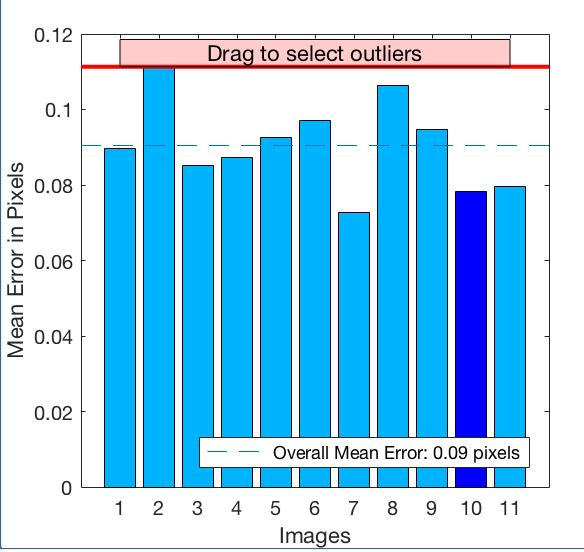 0.12
Drag to select outliers
0.1
0.08
0.06
0.04
0.02
0
Mean Error in Pixels
Overall Mean Error: 0.09 pixels
1 2 3 4 5 6 7 8 9 10 11
Images